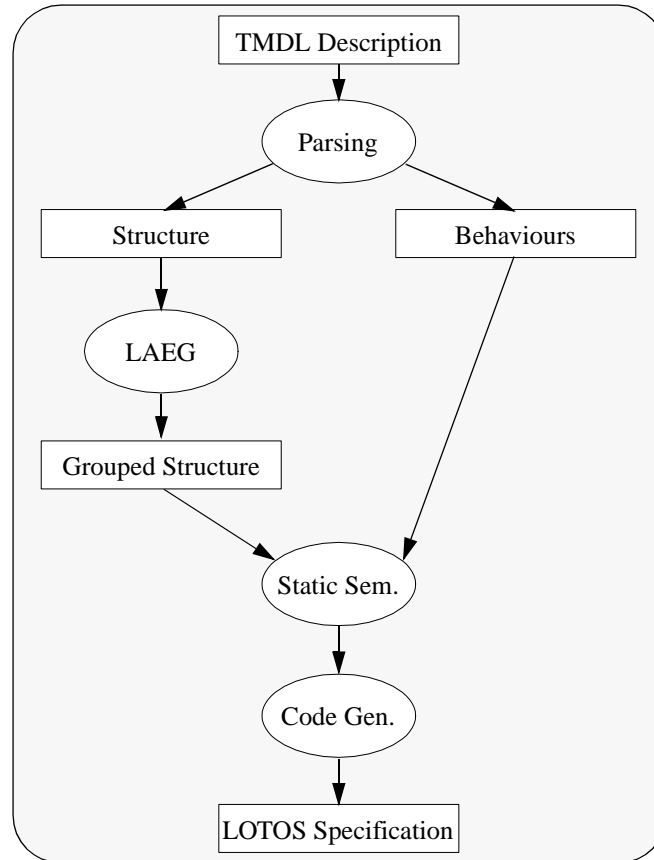 TMDL Description
Parsing
Structure
Behaviours
LAEG
Grouped Structure
Static Sem.
Code Gen.
LOTOS Specification